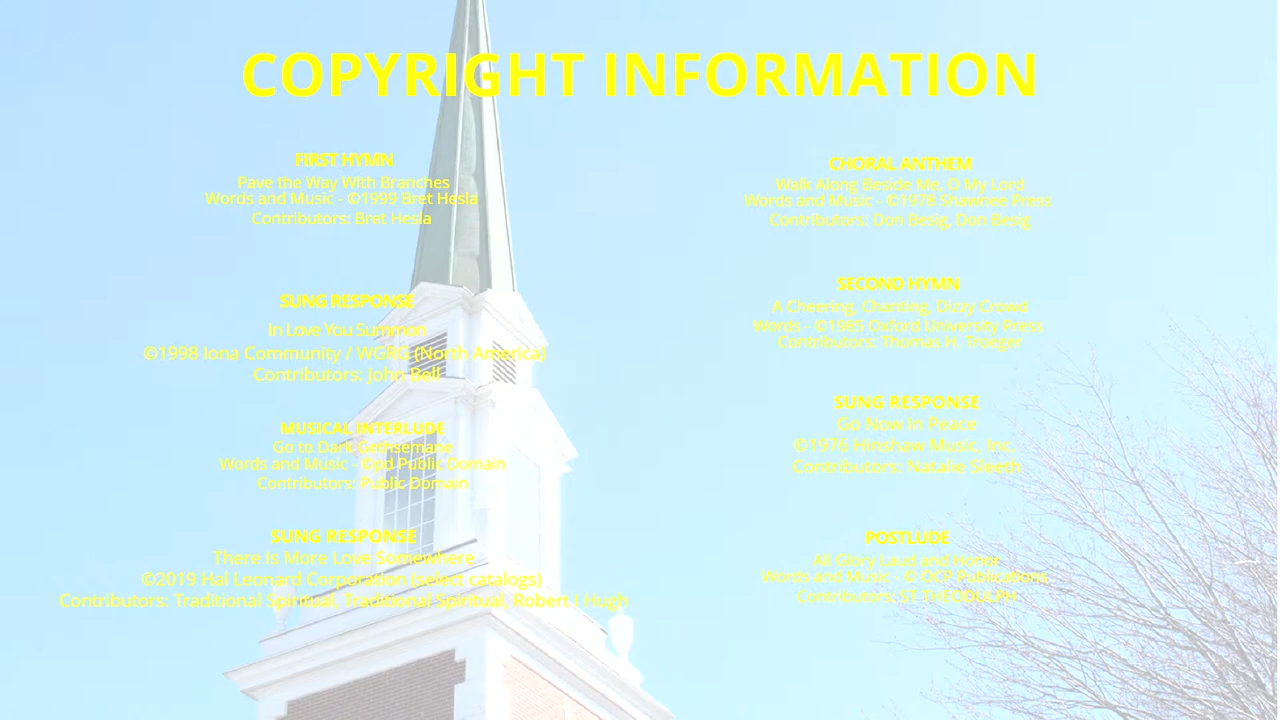 COPYRIGHT INFORMATION
FIRST HYMN
Pave the Way With Branches
Words and Music - ©1999 Bret Hesla
Contributors: Bret Hesla
SUNG RESPONSE
In Love You Summon
©1998 Iona Community / WGRG (North America)
Contributors: John Bell
MUSICAL INTERLUDE
Go to Dark Gethsemane
Words and Music - ©pd Public Domain
Contributors: Public Domain
SUNG RESPONSE
There is More Love Somewhere
©2019 Hal Leonard Corporation (select catalogs)
Contributors: Traditional Spiritual, Traditional Spiritual, Robert I Hugh
CHORAL ANTHEM
Walk Along Beside Me, O My Lord
Words and Music - ©1978 Shawnee Press
Contributors: Don Besig, Don Besig
SECOND HYMN
A Cheering, Chanting, Dizzy Crowd
Words - ©1985 Oxford University Press
Contributors: Thomas H. Troeger
SUNG RESPONSE
Go Now In Peace
©1976 Hinshaw Music, Inc.
Contributors: Natalie Sleeth
POSTLUDE
All Glory Laud and Honor
Words and Music - © OCP Publications,
Contributors: ST THEODULPH